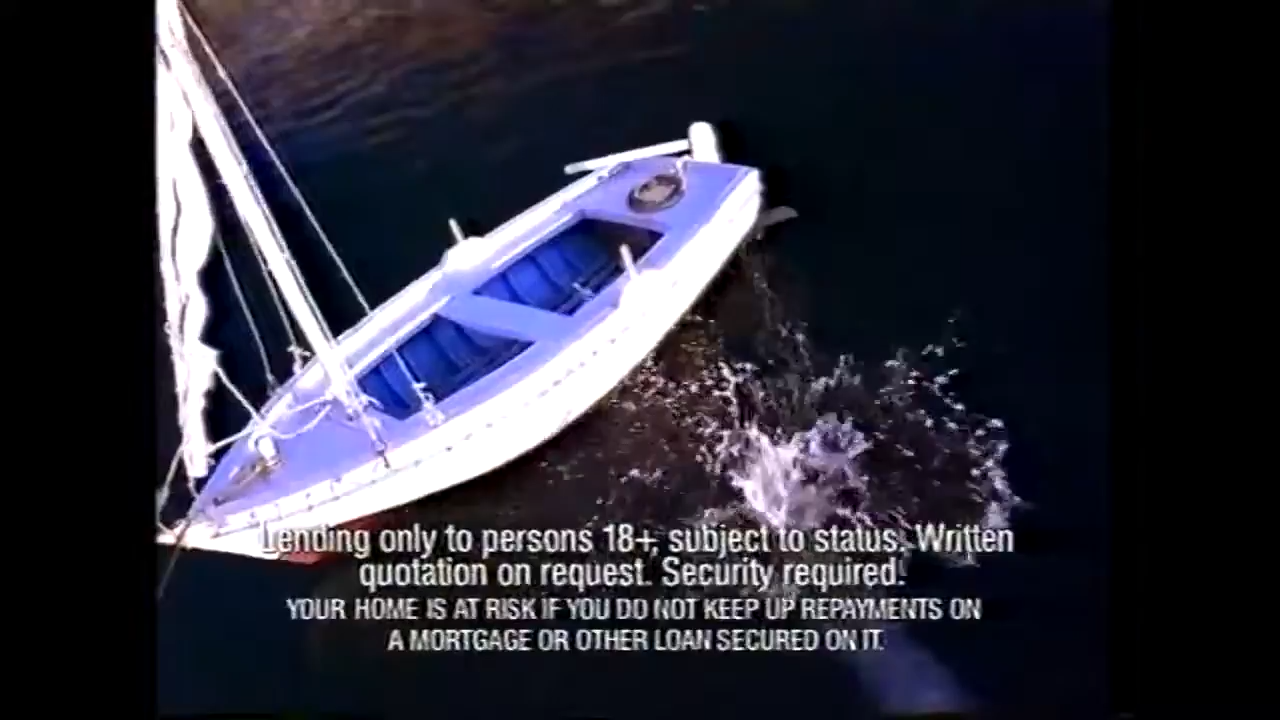 Lending only to persons 18+, subject to status. Written
quotation on request. Security required.
YOUR HOME IS AT RISK IF YOU DO NOT KEEP UP REPAYMENTS ON
A MORTGAGE OR OTHER LOAN SECURED ON IT.